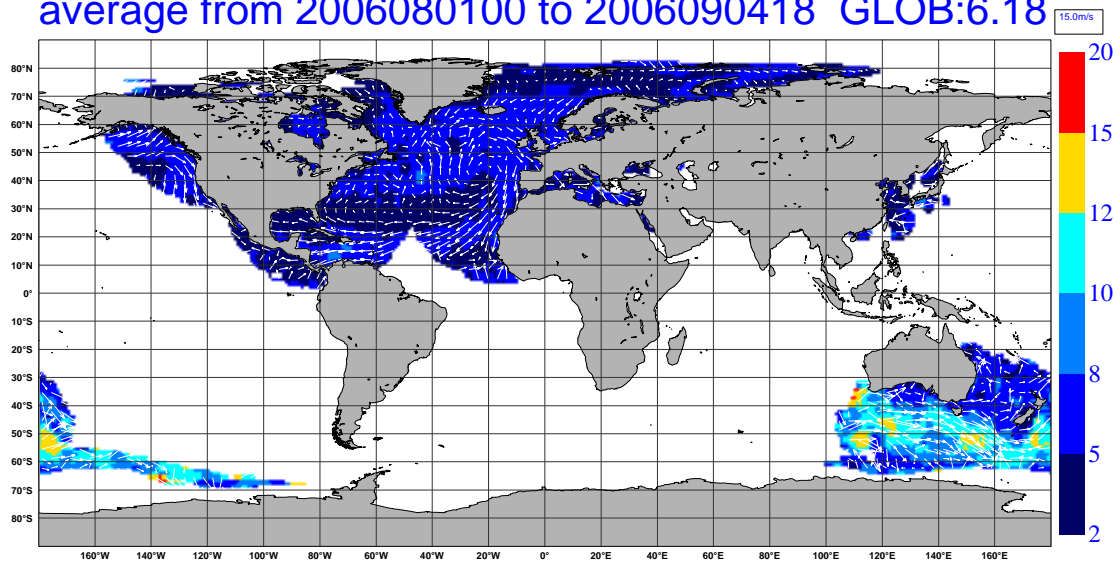 average from 2006080100 to 2006090418 GLOB:6.18
15.0m/s
20
15
12
10
8
5
2
80°N
70°N
60°N
50°N
40°N
30°N
20°N
10°N
0°
10°S
20°S
30°S
40°S
50°S
60°S
70°S
80°S
160°W 140°W 120°W 100°W 80°W 60°W 40°W 20°W 0° 20°E 40°E 60°E 80°E 100°E 120°E 140°E 160°E